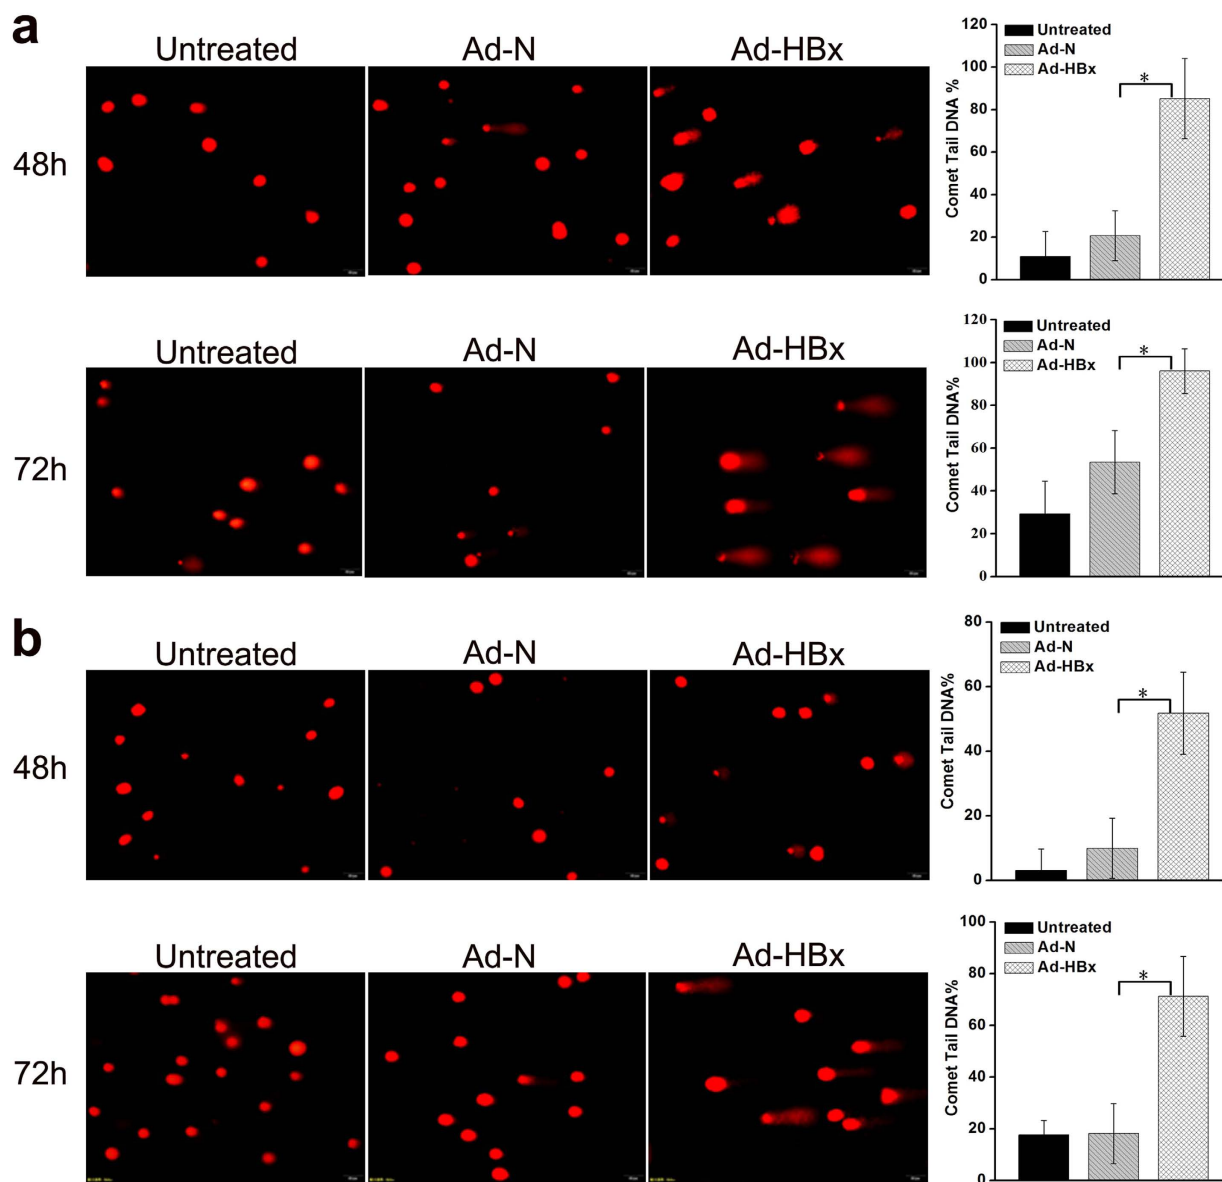 a
Untreated Ad-N Ad-HBx
48h
Comet Tail DNA %
120
100
80
60
40
20
0
Untreated
Ad-N
Ad-HBx
*
Untreated Ad-N Ad-HBx
72h
Comet Tail DNA%
120
100
80
60
40
20
0
Untreated
Ad-N
Ad-HBx
*
b
Untreated Ad-N Ad-HBx
48h
Comet Tail DNA%
80
60
40
20
0
Untreated
Ad-N
Ad-HBx
*
Untreated Ad-N Ad-HBx
72h
Comet Tail DNA%
100
80
60
40
20
0
Untreated
Ad-N
Ad-HBx
*